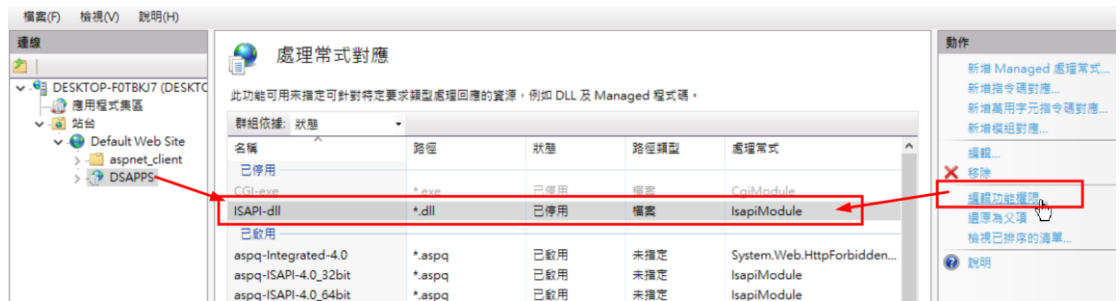 檔案(F) 檢視(V) 說明(H)
連線
DESKTOP-F0TBKJ7 (DESKTO
應用程式集區
站台
Default Web Site
aspnet_client
DSAPPS
處理常式對應
此功能可用來指定可針對特定要求類型處理回應的資源，例如 DLL 及 Managed 程式碼。
群組依據: 狀態
名稱 路徑 狀態 路徑類型 處理常式
已停用
CGI-exe *.exe 已停用 檔案 CgiModule
ISAPI-dll *.dll 已停用 檔案 IsapiModule
已啟用
aspq-Integrated-4.0 *.aspq 已啟用 未指定 System.Web.HttpForbidden...
aspq-ISAPI-4.0_32bit *.aspq 已啟用 未指定 IsapiModule
aspq-ISAPI-4.0_64bit *.aspq 已啟用 未指定 IsapiModule
動作
新增 Managed 處理常式...
新增指令碼對應...
新增萬用字元指令碼對應...
新增模組對應...
編輯...
移除
編輯功能權限...
還原為父項
檢視已排序的清單...
說明